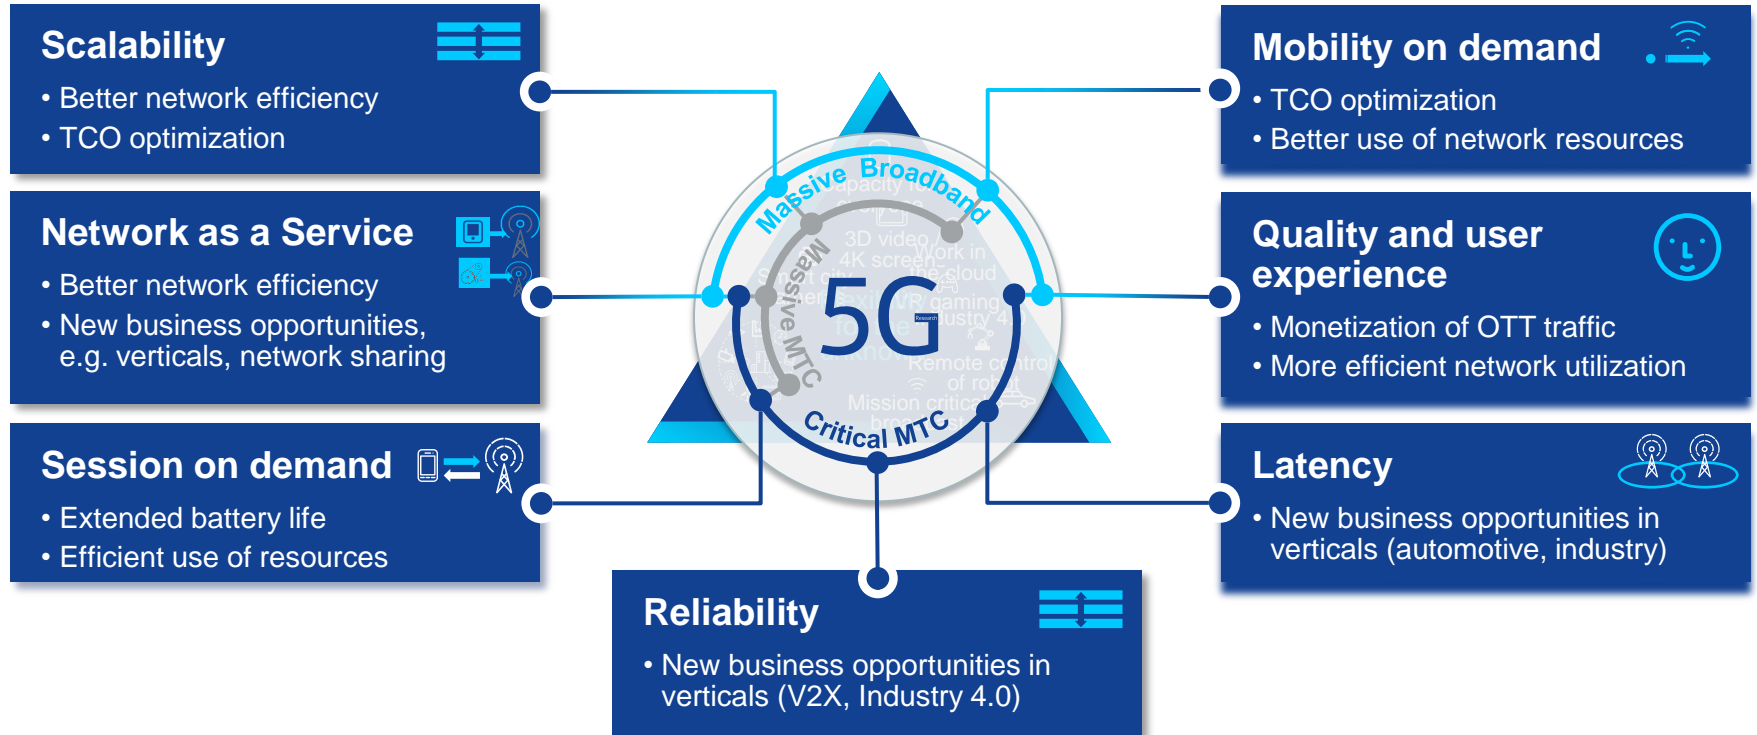 Scalability
• Better network efficiency
• TCO optimization
Network as a Service
• Better network efficiency
• New business opportunities,
e.g. verticals, network sharing
Session on demand
• Extended battery life
• Efficient use of resources
Massive Broadband
Massive MTC
Critical MTC
3D video
4K screen
Work in
the cloud
5G
Research
Remote control
of robot
Mission critical
Reliability
• New business opportunities in
verticals (V2X, Industry 4.0)
Mobility on demand
• TCO optimization
• Better use of network resources
Quality and user
experience
• Monetization of OTT traffic
• More efficient network utilization
Latency
• New business opportunities in
verticals (automotive, industry)